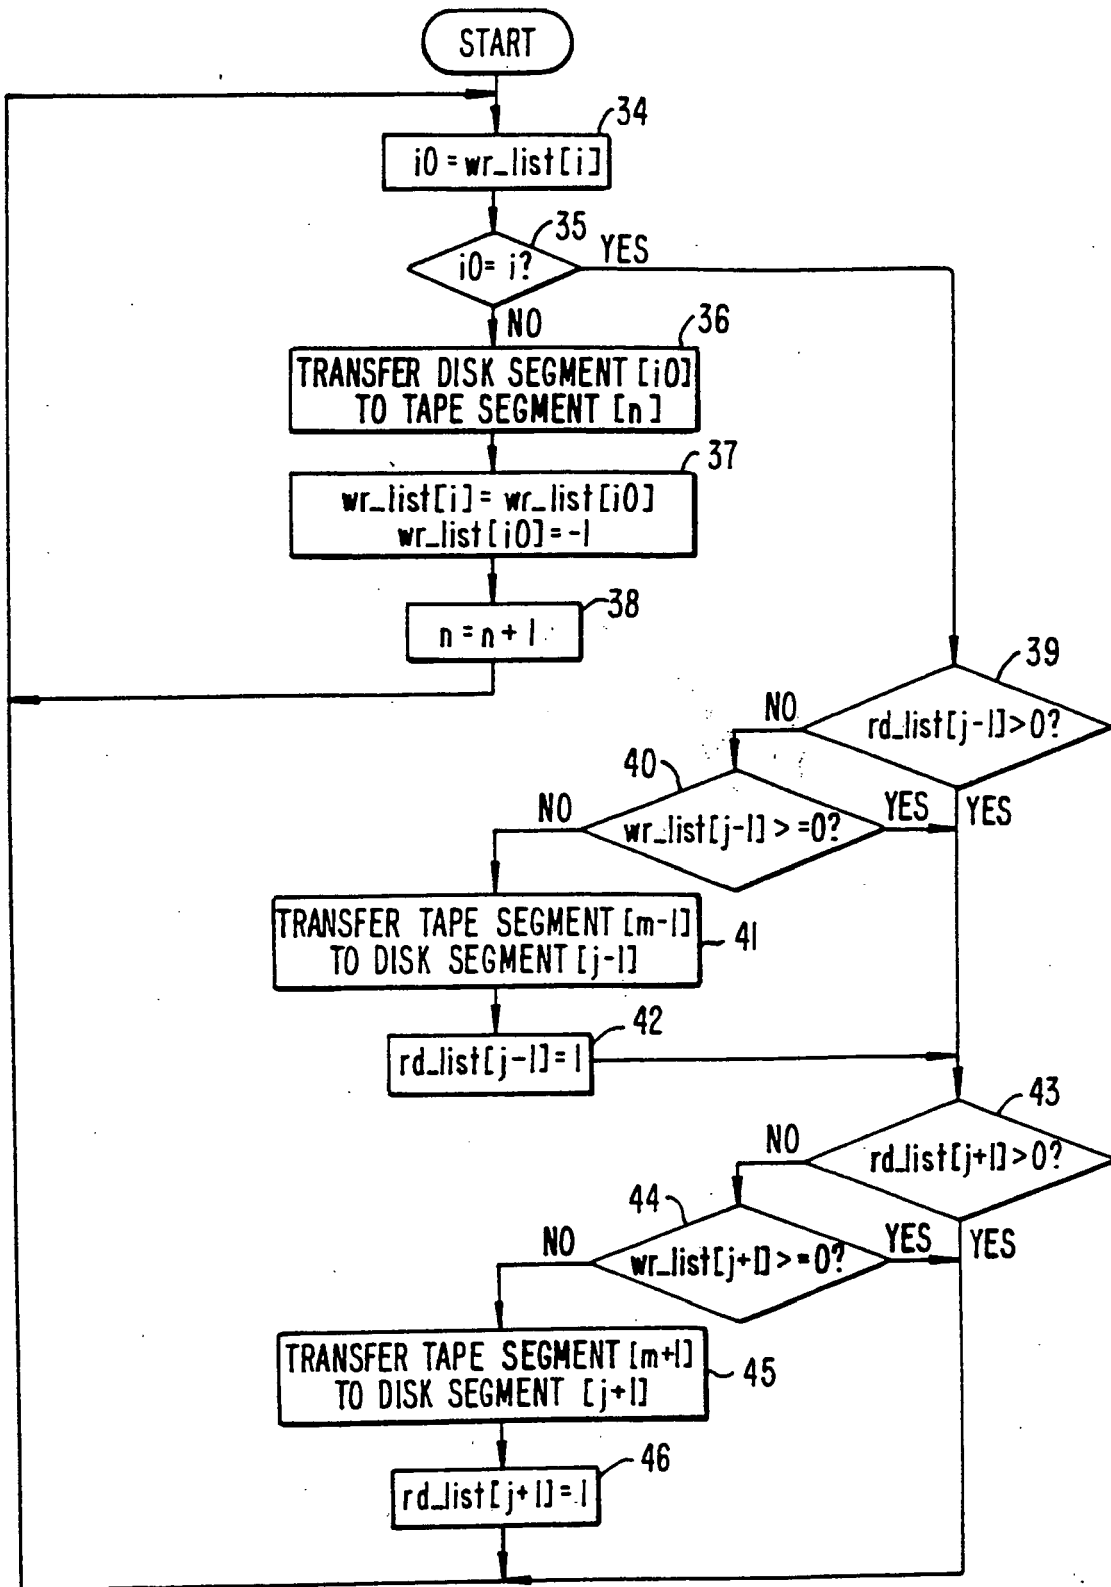 START
34
i0 = wr_list[i]
35
i0 = i?
YES
NO
36
TRANSFER DISK SEGMENT [i0]
TO TAPE SEGMENT [n]
37
wr_list[i] = wr_list[i0]
wr_list[i0] = -1
38
n = n + 1
39
rd_list[j-1] > 0?
NO
YES
40
wr_list[j-1] > =0?
NO
YES
TRANSFER TAPE SEGMENT [m-1]
TO DISK SEGMENT [j-1]
41
42
rd_list[j-1] = 1
43
rd_list[j+1] > 0?
NO
YES
44
wr_list[j+1] > =0?
NO
YES
TRANSFER TAPE SEGMENT [m+1]
TO DISK SEGMENT [j+1]
45
46
rd_list[j+1] = 1